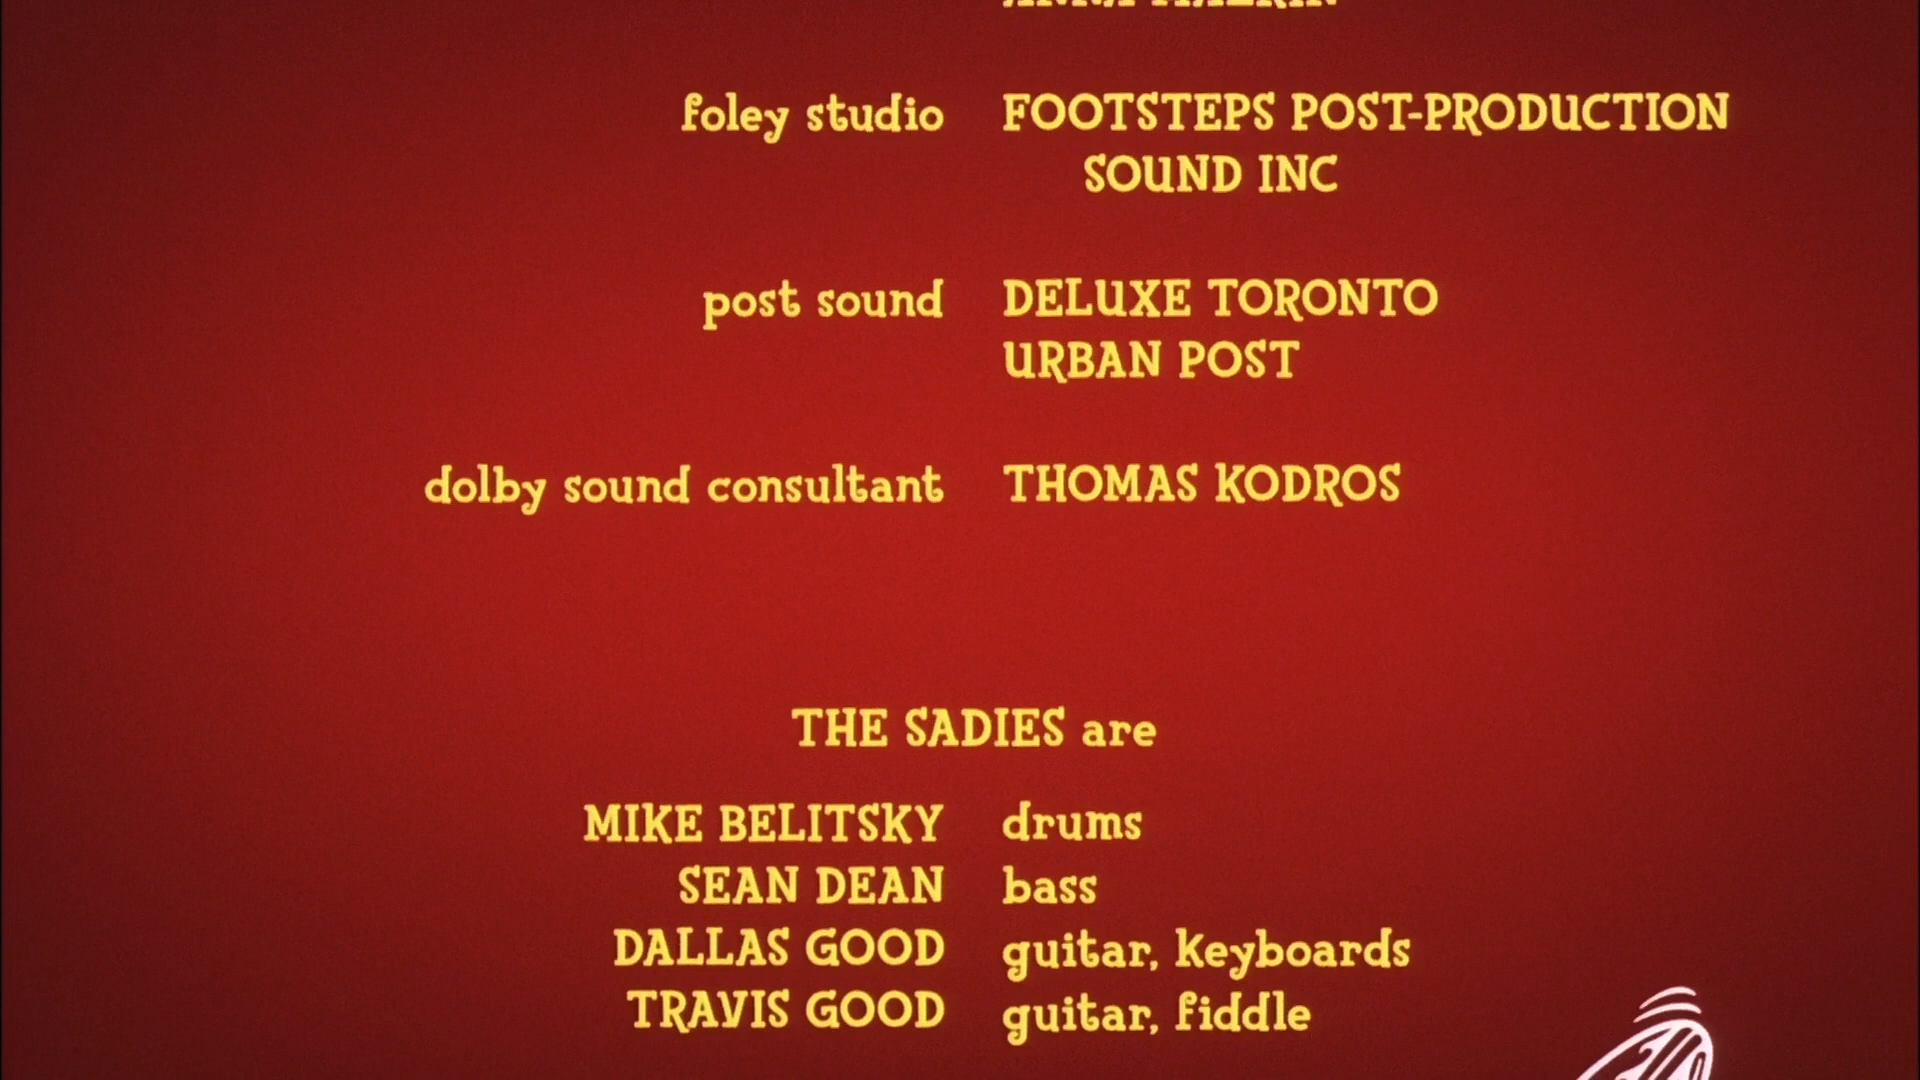 foley studio FOOTSTEPS POST-PRODUCTION
SOUND INC
post sound DELUXE TORONTO
URBAN POST
dolby sound consultant THOMAS KODROS
THE SADIES are
MIKE BELITSKY drums
SEAN DEAN bass
DALLAS GOOD guitar, keyboards
TRAVIS GOOD guitar, fiddle